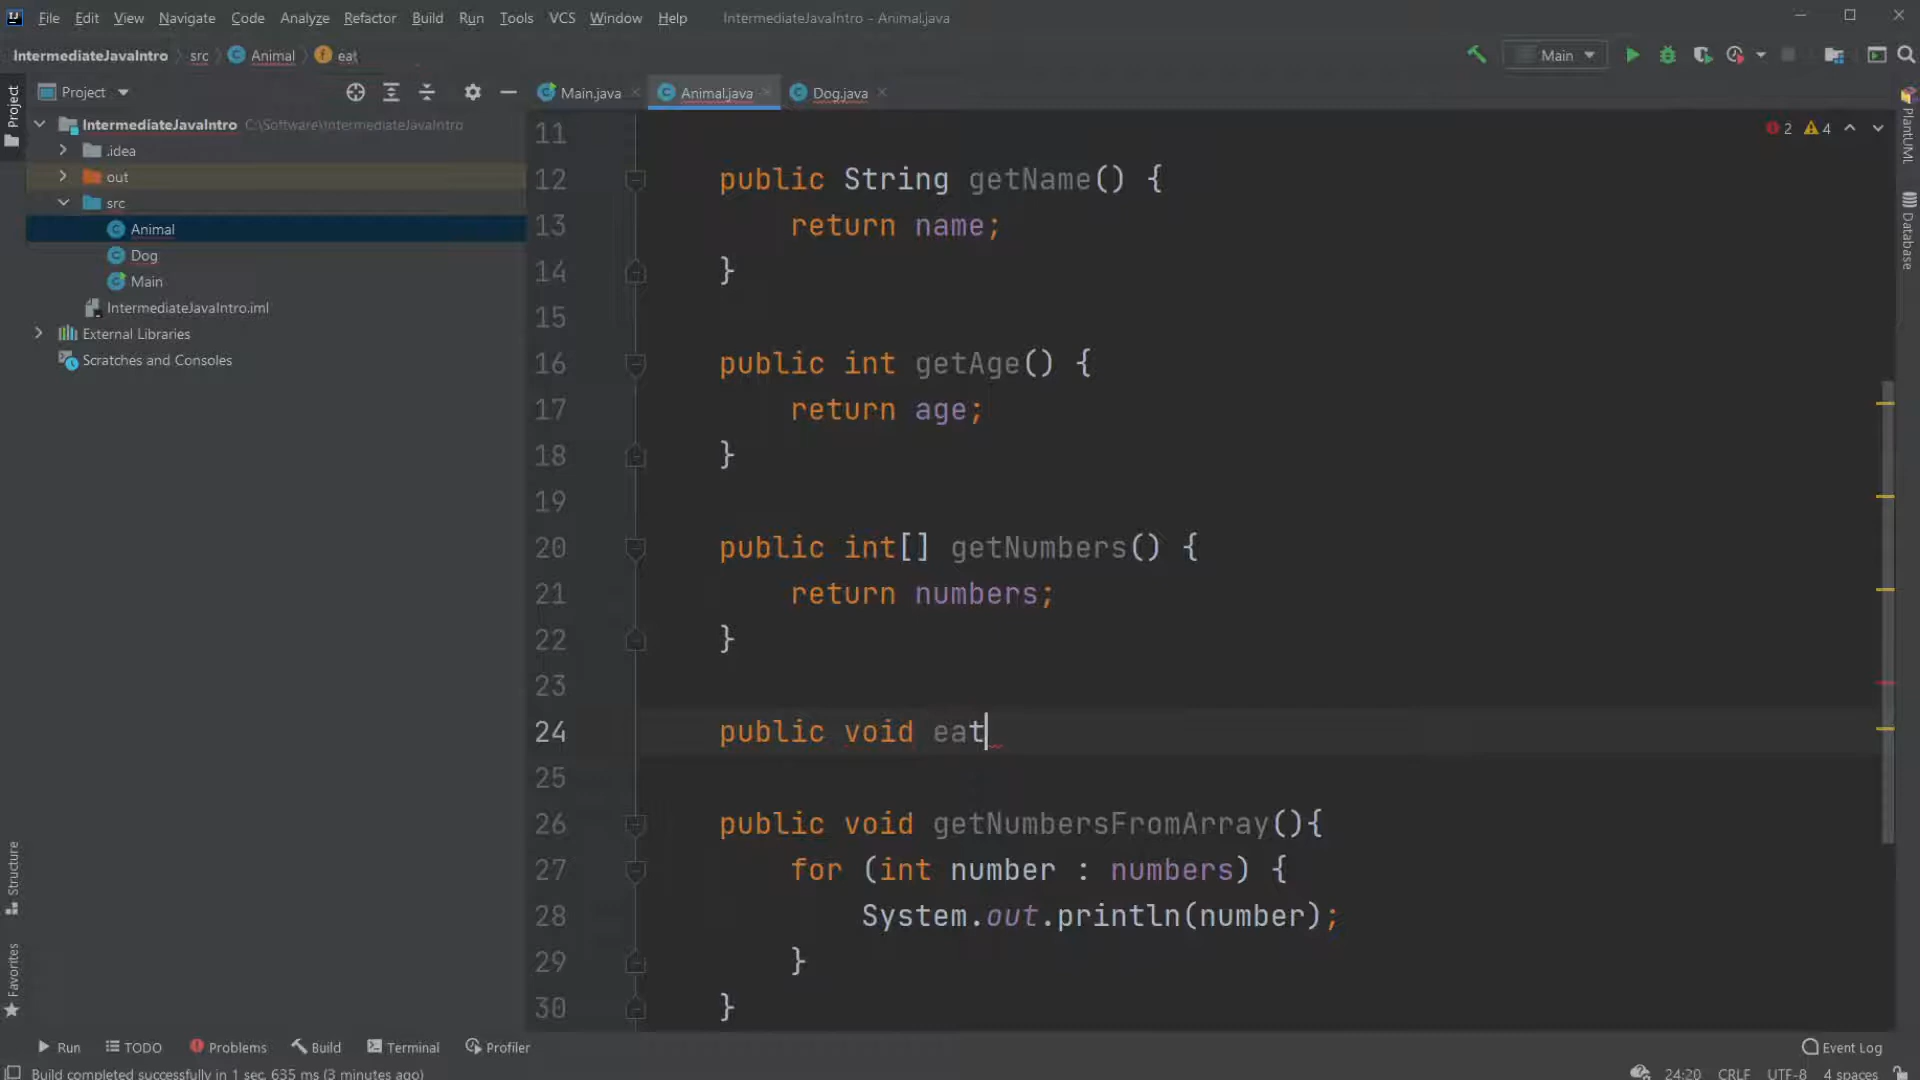 File Edit View Navigate Code Analyze Refactor Build Run Tools VCS Window Help IntermediateJavaIntro - Animal.java
IntermediateJavaIntro src Animal eat Main
Project Main.java Animal.java Dog.java
Project
IntermediateJavaIntro C:\Software\IntermediateJavaIntro
.idea
out
src
Animal
Dog
Main
IntermediateJavaIntro.iml
External Libraries
Scratches and Consoles
2 4
PlantUML
Database
Structure
Favorites
11
12 public String getName() {
13 return name;
14 }
15
16 public int getAge() {
17 return age;
18 }
19
20 public int[] getNumbers() {
21 return numbers;
22 }
23
24 public void eat
25
26 public void getNumbersFromArray(){
27 for (int number : numbers) {
28 System.out.println(number);
29 }
30 }
Run TODO Problems Build Terminal Profiler Event Log
Build completed successfully in 1 sec, 635 ms (3 minutes ago) 24:20 CRLF UTF-8 4 spaces